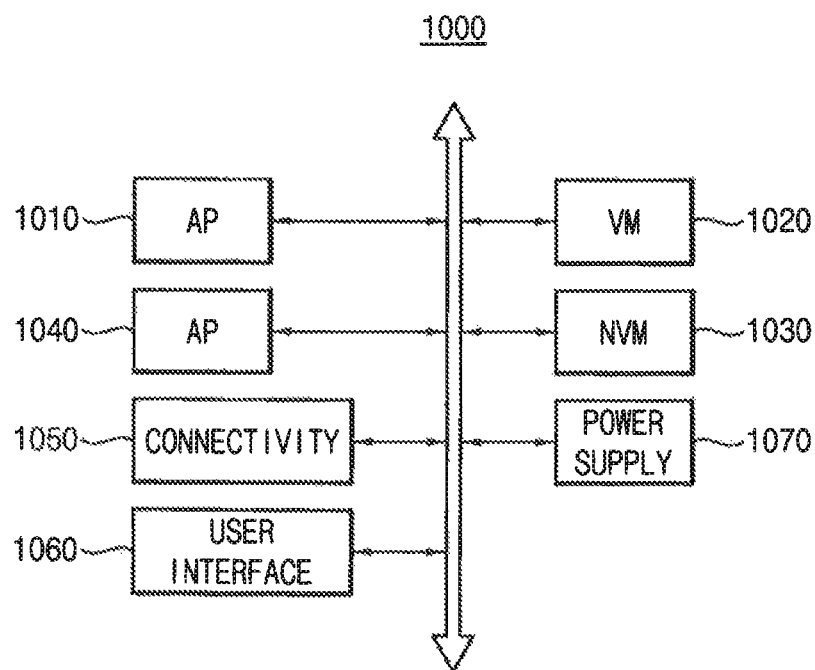 1000
1010 AP VM 1020
1040 AP NVM 1030
1050 CONNECTIVITY POWER SUPPLY 1070
1060 USER INTERFACE